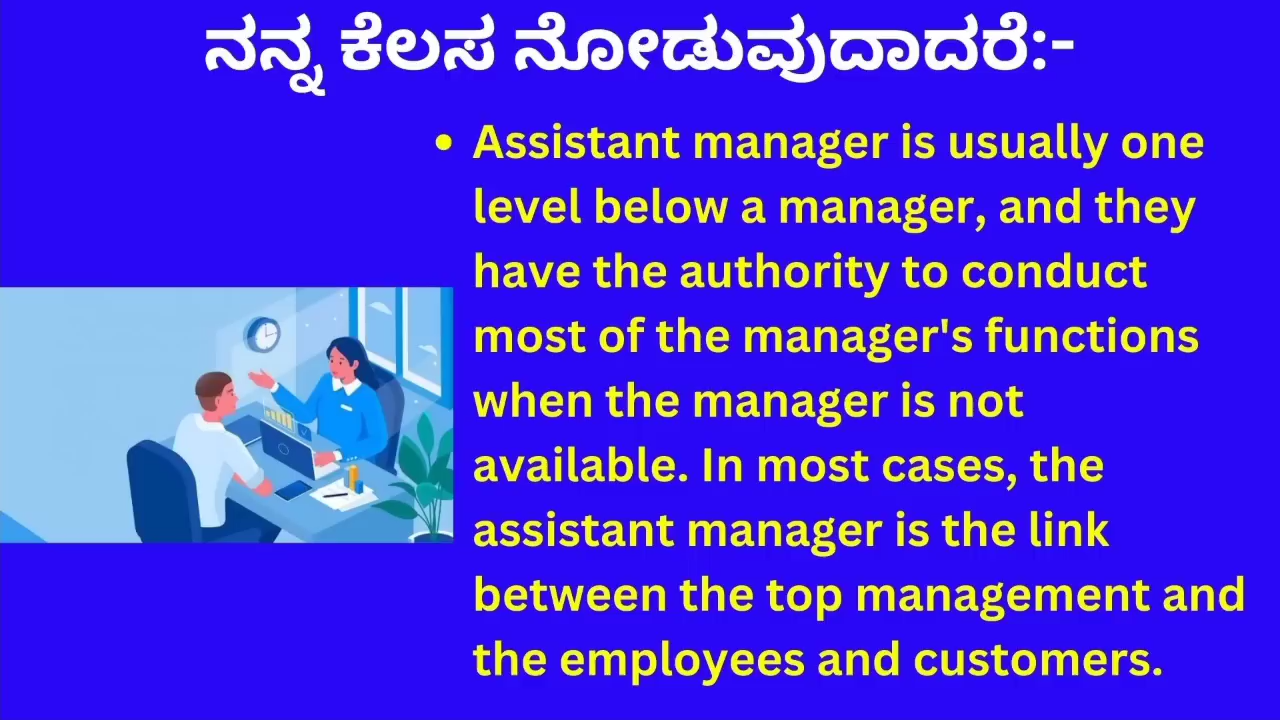 ನನ್ನ ಕೆಲಸ ನೋಡುವುದಾದರೆ:-
• Assistant manager is usually one
level below a manager, and they
have the authority to conduct
most of the manager's functions
when the manager is not
available. In most cases, the
assistant manager is the link
between the top management and
the employees and customers.